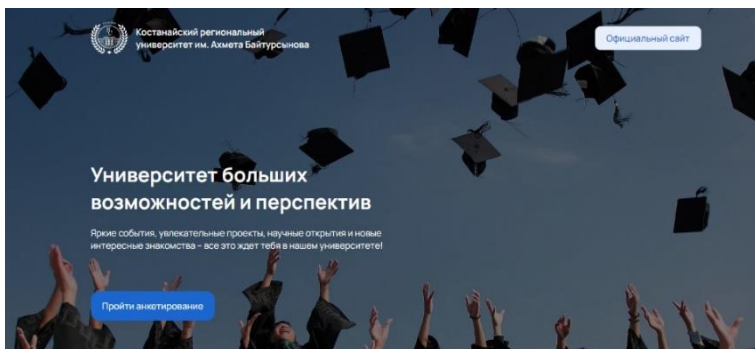 Костанайский региональный
университет им. Ахмета Байтурсынова
Официальный сайт
Университет больших
возможностей и перспектив
Яркие события, увлекательные проекты, научные открытия и новые
интересные знакомства – все это ждет тебя в нашем университете!
Пройти анкетирование